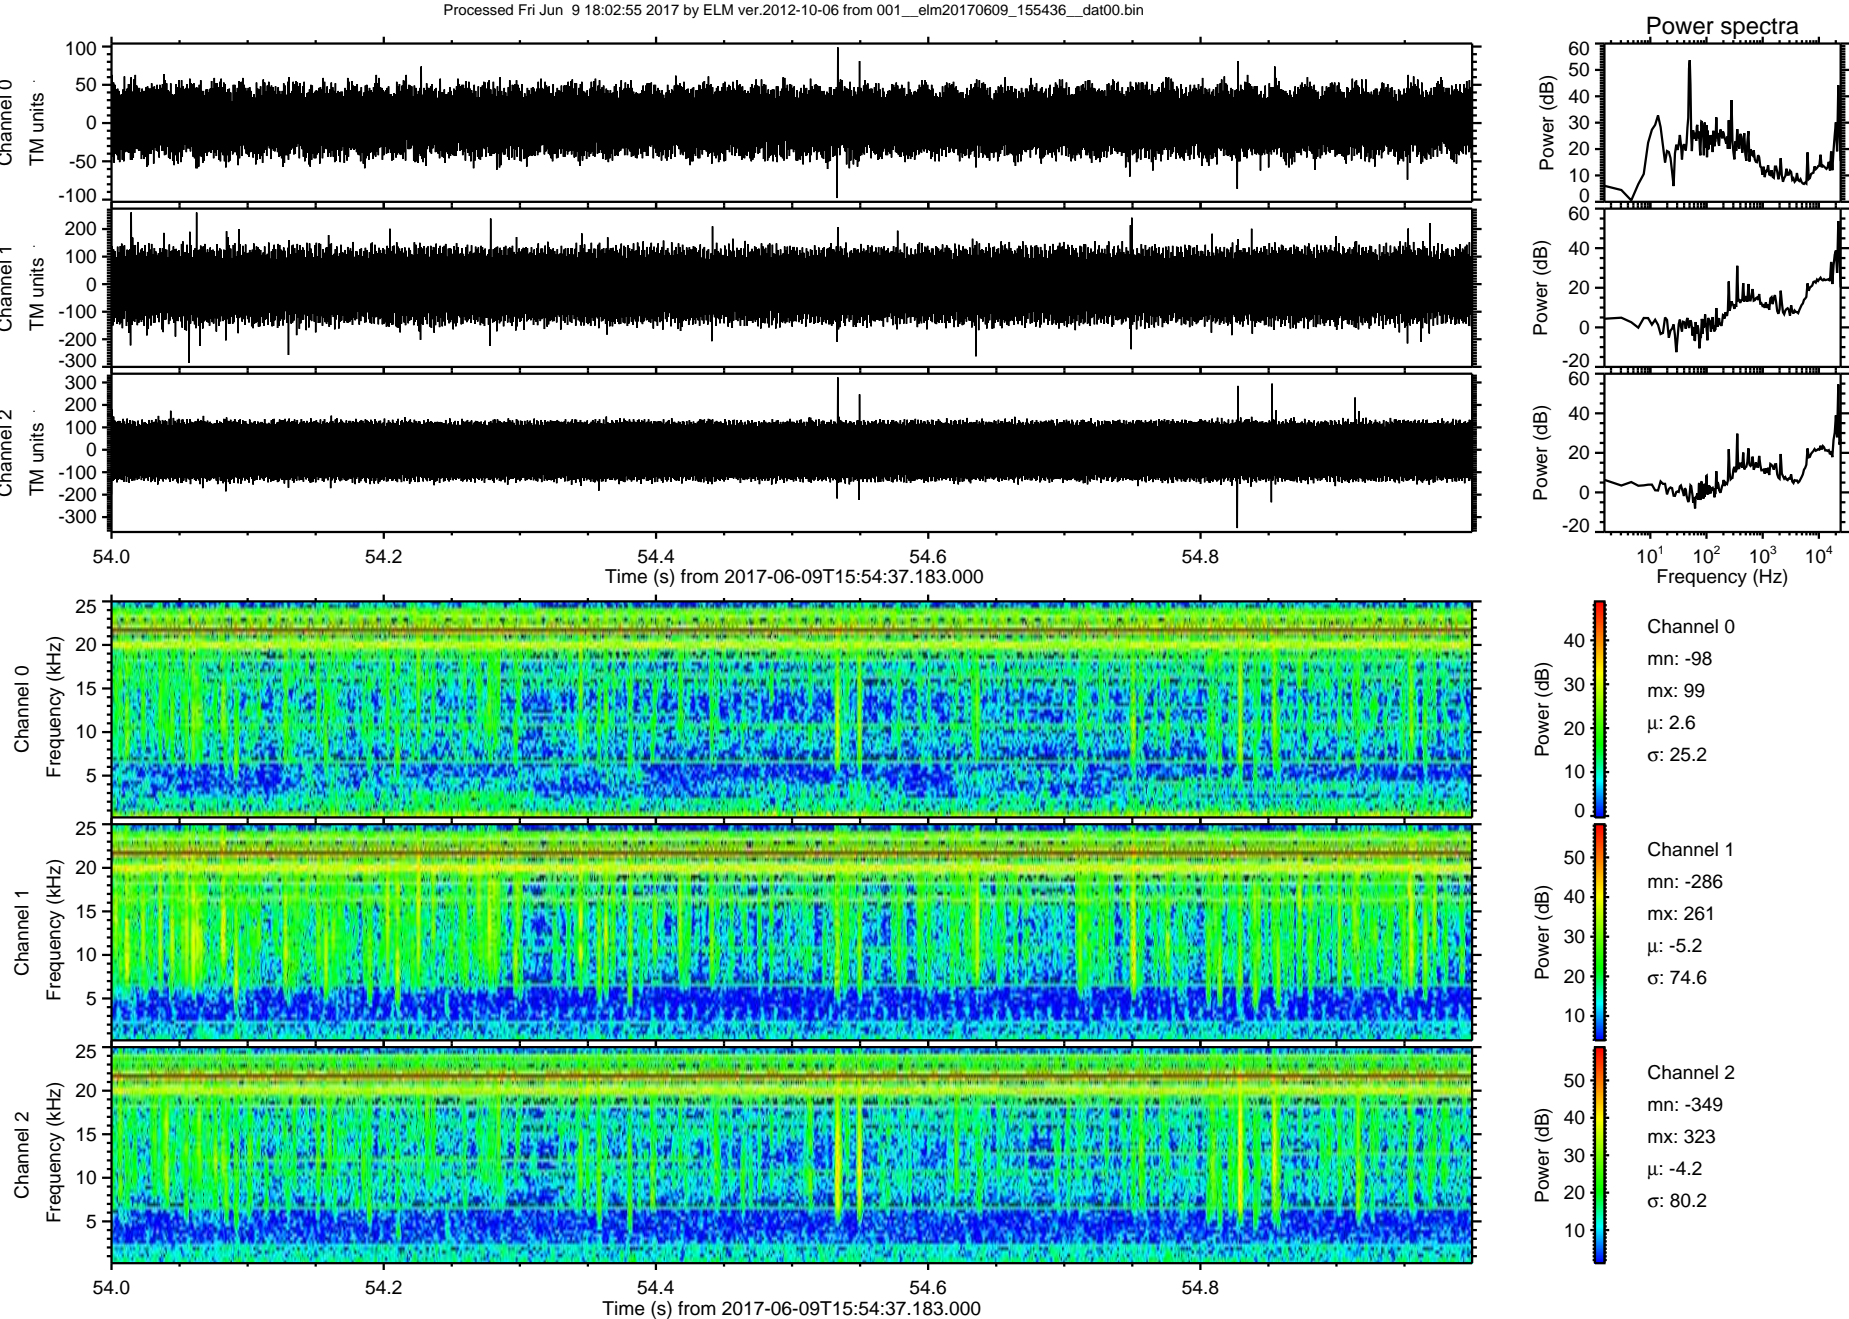 Processed Fri Jun  9 18:02:55 2017 by ELM ver.2012-10-06 from 001__elm20170609_155436__dat00.bin
Power spectra
Channel 0
TM units
100
50
0
-50
-100
Power (dB)
60
50
40
30
20
10
0
Channel 1
TM units
200
100
0
-100
-200
-300
Power (dB)
60
40
20
0
-20
Channel 2
TM units
300
200
100
0
-100
-200
-300
Power (dB)
60
40
20
0
-20
54.0 54.2 54.4 54.6 54.8
Time (s) from 2017-06-09T15:54:37.183.000
10¹ 10² 10³ 10⁴
Frequency (Hz)
Channel 0
Frequency (kHz)
25
20
15
10
5
Power (dB)
40
30
20
10
0
Channel 0
mn: -98
mx: 99
μ: 2.6
σ: 25.2
Channel 1
Frequency (kHz)
25
20
15
10
5
Power (dB)
50
40
30
20
10
Channel 1
mn: -286
mx: 261
μ: -5.2
σ: 74.6
Channel 2
Frequency (kHz)
25
20
15
10
5
Power (dB)
50
40
30
20
10
Channel 2
mn: -349
mx: 323
μ: -4.2
σ: 80.2
54.0 54.2 54.4 54.6 54.8
Time (s) from 2017-06-09T15:54:37.183.000